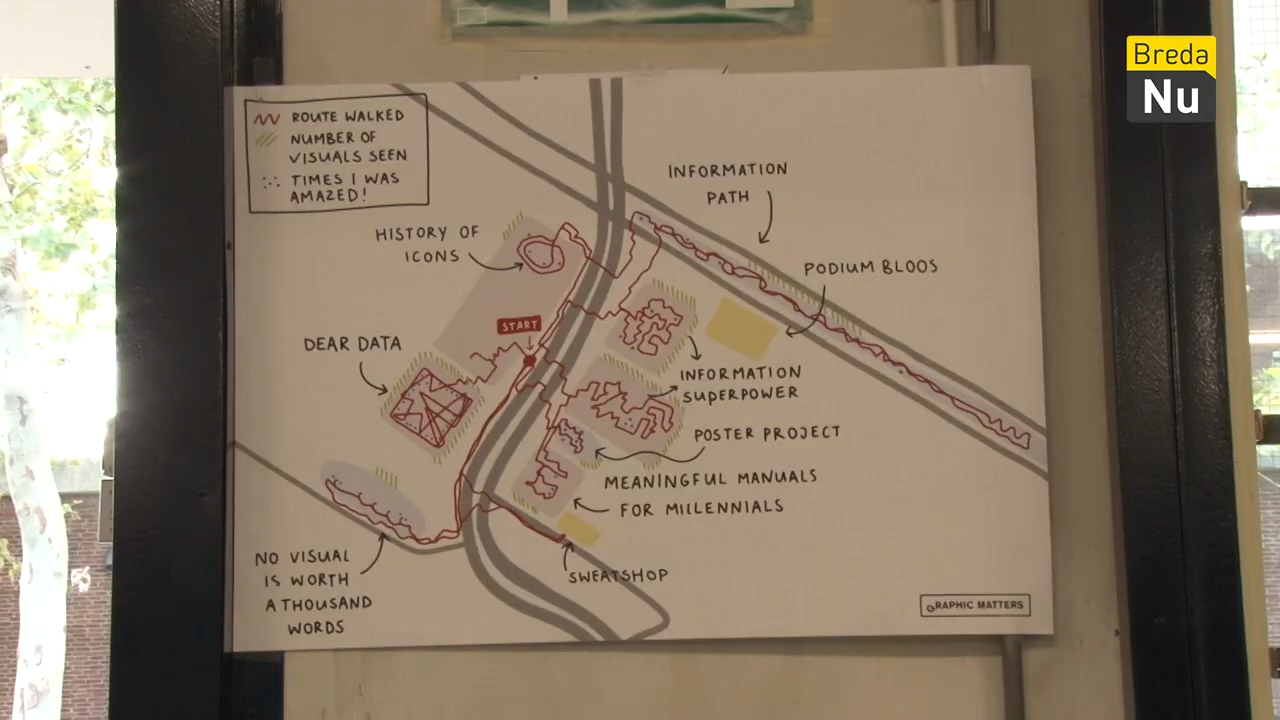 Breda
Nu
ROUTE WALKED
NUMBER OF
VISUALS SEEN
TIMES I WAS
AMAZED!
INFORMATION
PATH
HISTORY OF
ICONS
PODIUM BLOOS
START
DEAR DATA
INFORMATION
SUPERPOWER
POSTER PROJECT
MEANINGFUL MANUALS
FOR MILLENNIALS
NO VISUAL
IS WORTH
A THOUSAND
WORDS
SWEATSHOP
GRAPHIC MATTERS